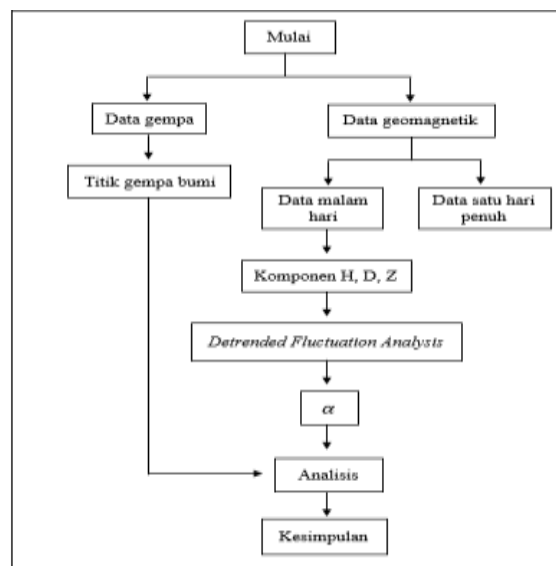 Mulai
Data gempa
Data geomagnetik
Titik gempa bumi
Data malam
hari
Data satu hari
penuh
Komponen H, D, Z
Detrended Fluctuation Analysis
α
Analisis
Kesimpulan